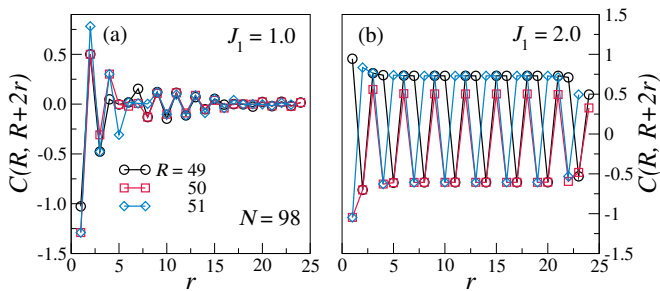 (a)
J₁ = 1.0
C(R, R+2r)
0.5
0.0
-0.5
-1.0
-1.5
R = 49
50
51
N = 98
0 5 10 15 20 25
r
(b)
J₁ = 2.0
1.5
1
0.5
0
-0.5
-1
-1.5
C(R, R+2r)
0 5 10 15 20 25
r